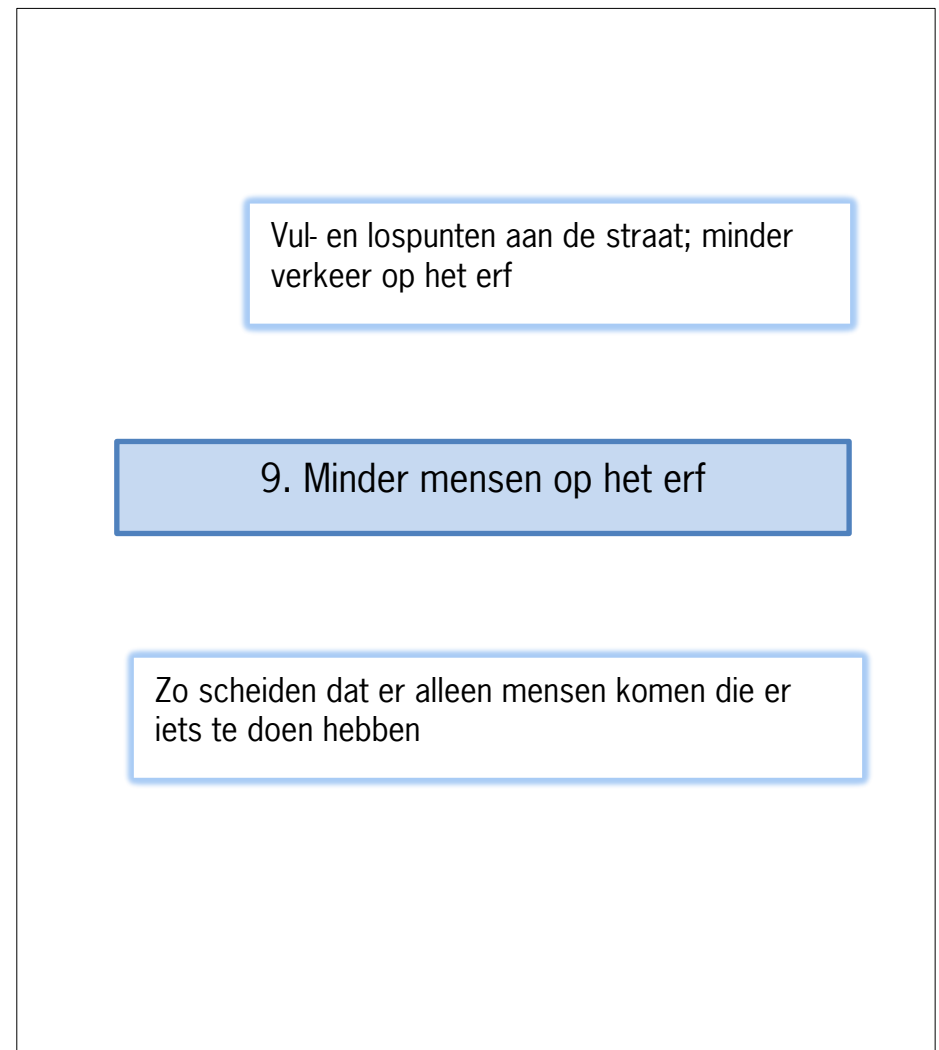 Vul- en lospunten aan de straat; minder
verkeer op het erf
9. Minder mensen op het erf
Zo scheiden dat er alleen mensen komen die er
iets te doen hebben